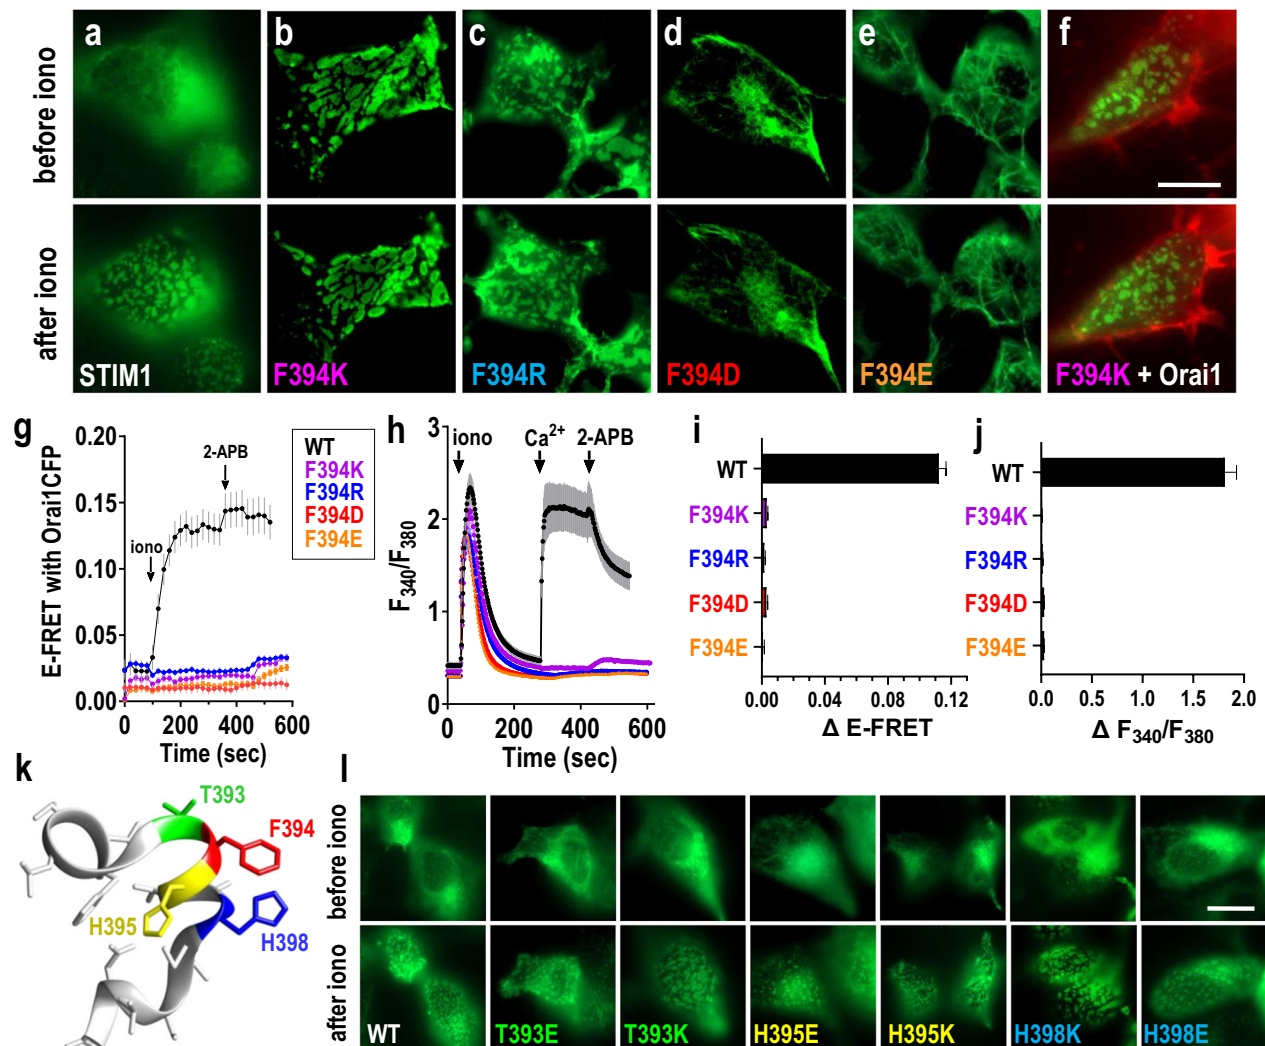 a
b
c
d
e
f
before iono
after iono
STIM1
F394K
F394R
F394D
F394E
F394K + Orai1
g
E-FRET with Orai1CFP
0.20
0.15
0.10
0.05
0.00
iono
2-APB
0
200
400
600
Time (sec)
WT
F394K
F394R
F394D
F394E
h
F340/F380
3
2
1
0
iono
Ca2+
2-APB
0
200
400
600
Time (sec)
i
WT
F394K
F394R
F394D
F394E
0.00
0.04
0.08
0.12
Δ E-FRET
j
WT
F394K
F394R
F394D
F394E
0.0
0.5
1.0
1.5
2.0
Δ F340/F380
k
T393
F394
H395
H398
l
before iono
after iono
WT
T393E
T393K
H395E
H395K
H398K
H398E